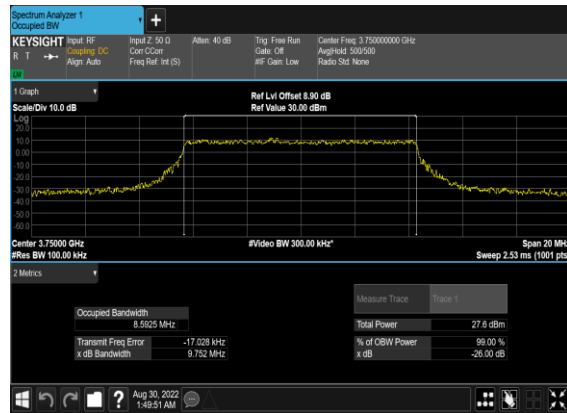 Spectrum Analyzer 1
Occupied BW
+
KEYSIGHT
R T
Input: RF
Coupling: DC
Align: Auto
Input Z: 50 Ω
Corr CCorr
Freq Ref: Int (S)
Atten: 40 dB
Trig: Free Run
Gate: Off
#IF Gain: Low
Center Freq: 3.750000000 GHz
Avg|Hold: 500/500
Radio Std: None
1 Graph
Scale/Div 10.0 dB
Ref Lvl Offset 8.90 dB
Ref Value 30.00 dBm
Log
20.0
10.0
0.00
-10.0
-20.0
-30.0
-40.0
-50.0
-60.0
Center 3.75000 GHz
#Res BW 100.00 kHz
#Video BW 300.00 kHz*
Span 20 MHz
Sweep 2.53 ms (1001 pts
2 Metrics
Measure Trace
Trace 1
Occupied Bandwidth
8.5925 MHz
Total Power
27.6 dBm
Transmit Freq Error
-17.028 kHz
% of OBW Power
99.00 %
x dB Bandwidth
9.752 MHz
x dB
-26.00 dB
?
Aug 30, 2022
1:49:51 AM